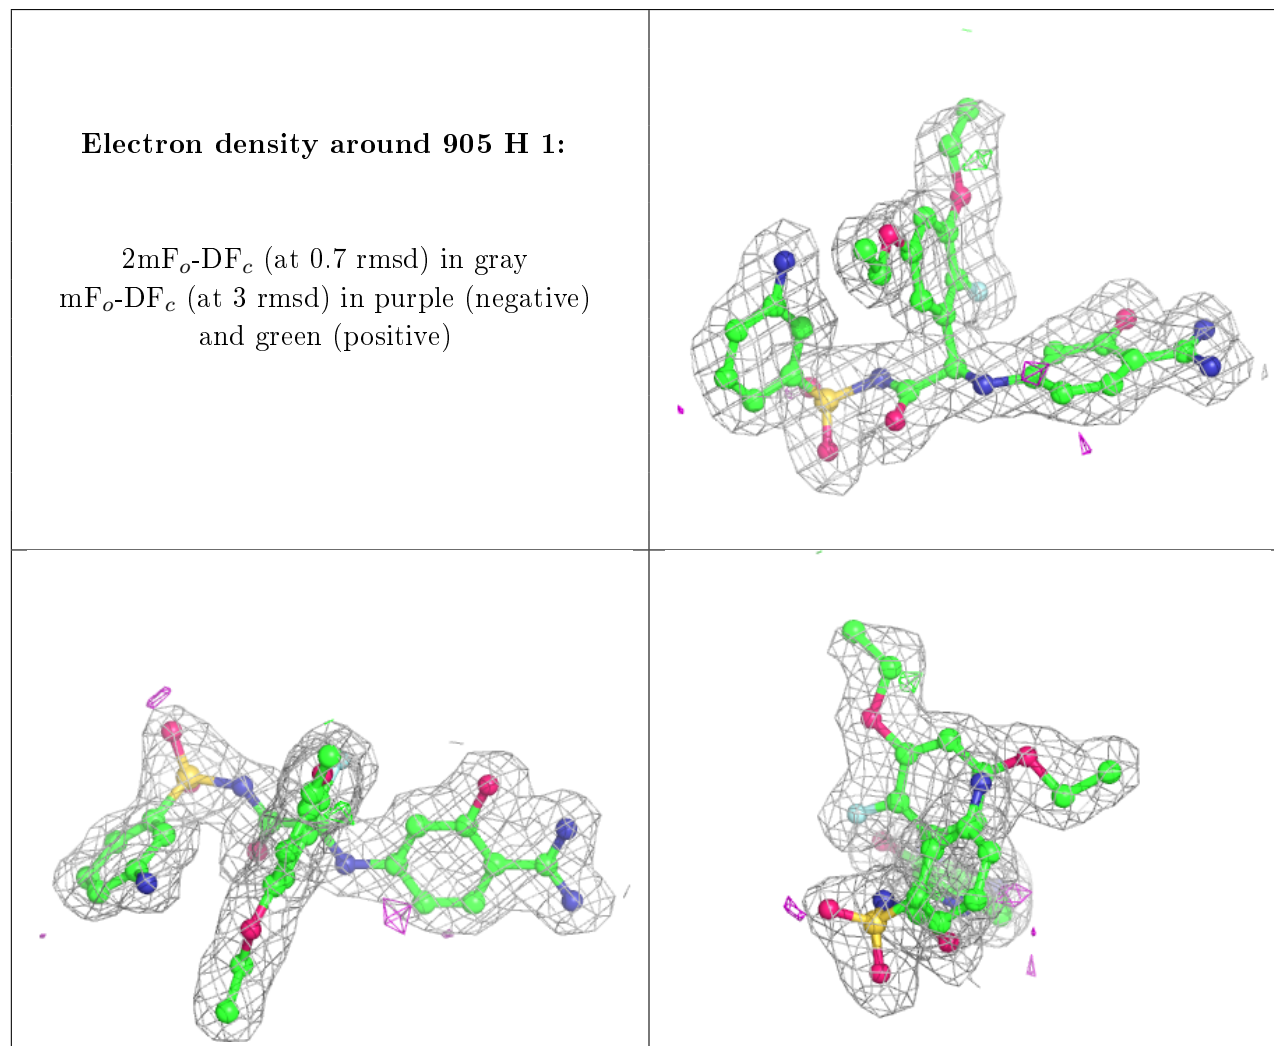 Electron density around 905 H 1:
2mFo-DFc (at 0.7 rmsd) in gray
mFo-DFc (at 3 rmsd) in purple (negative)
and green (positive)